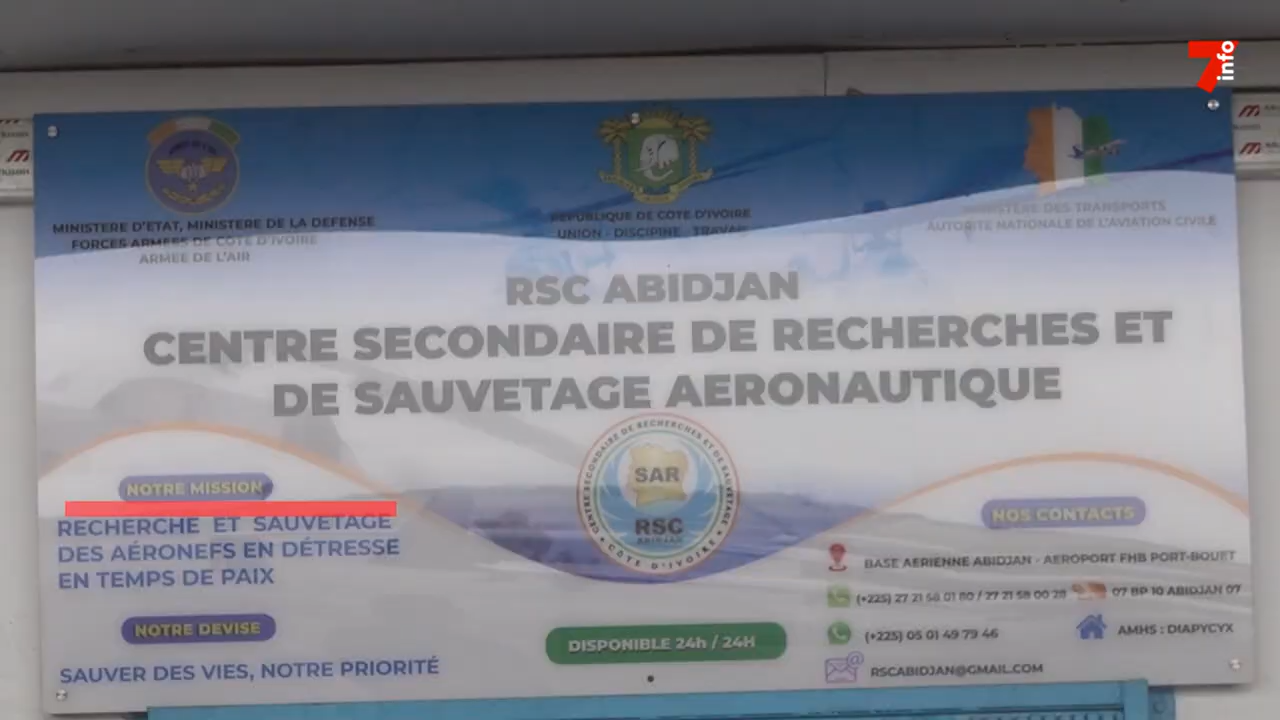 7info
MINISTERE D'ETAT, MINISTERE DE LA DEFENSE
FORCES ARMEES DE COTE D'IVOIRE
ARMEE DE L'AIR
REPUBLIQUE DE COTE D'IVOIRE
UNION - DISCIPINE - TRAVAIL
MINISTERE DES TRANSPORTS
AUTORITE NATIONALE DE L'AVIATION CIVILE
RSC ABIDJAN
CENTRE SECONDAIRE DE RECHERCHES ET
DE SAUVETAGE AERONAUTIQUE
NOTRE MISSION
RECHERCHE ET SAUVETAGE
DES AÉRONEFS EN DÉTRESSE
EN TEMPS DE PAIX
NOTRE DEVISE
SAUVER DES VIES, NOTRE PRIORITÉ
CENTRE SECONDAIRE DE RECHERCHES ET DE SAUVETAGE
SAR
RSC
ABIDJAN
CÔTE D'IVOIRE
DISPONIBLE 24h / 24H
NOS CONTACTS
BASE AERIENNE ABIDJAN - AEROPORT FHB PORT-BOUET
(+225) 27 21 58 01 80 / 27 21 58 00 28
07 BP 10 ABIDJAN 07
(+225) 05 01 49 79 46
AMHS : DIAPYCYX
RSCABIDJAN@GMAIL.COM